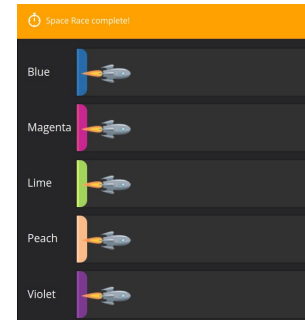 Space Race complete!
Blue
Magenta
Lime
Peach
Violet